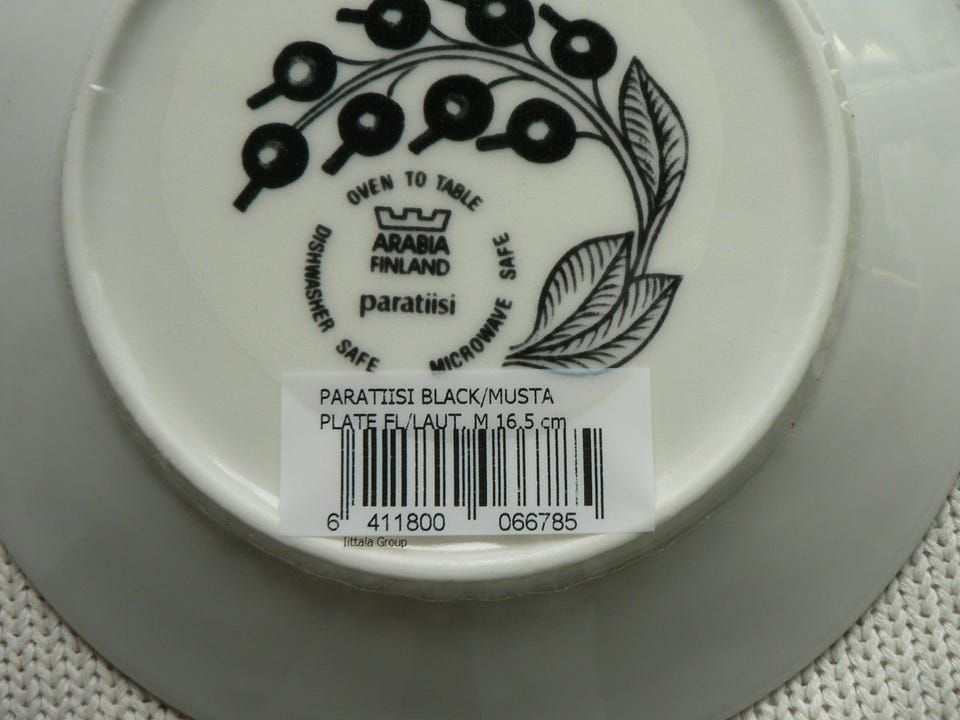 OVEN TO TABLE
ARABIA
FINLAND
paratiisi
DISHWASHER SAFE
MICROWAVE SAFE
PARATIISI BLACK/MUSTA
PLATE FL/LAUT. M 16.5 cm
6 411800 066785
Iittala Group